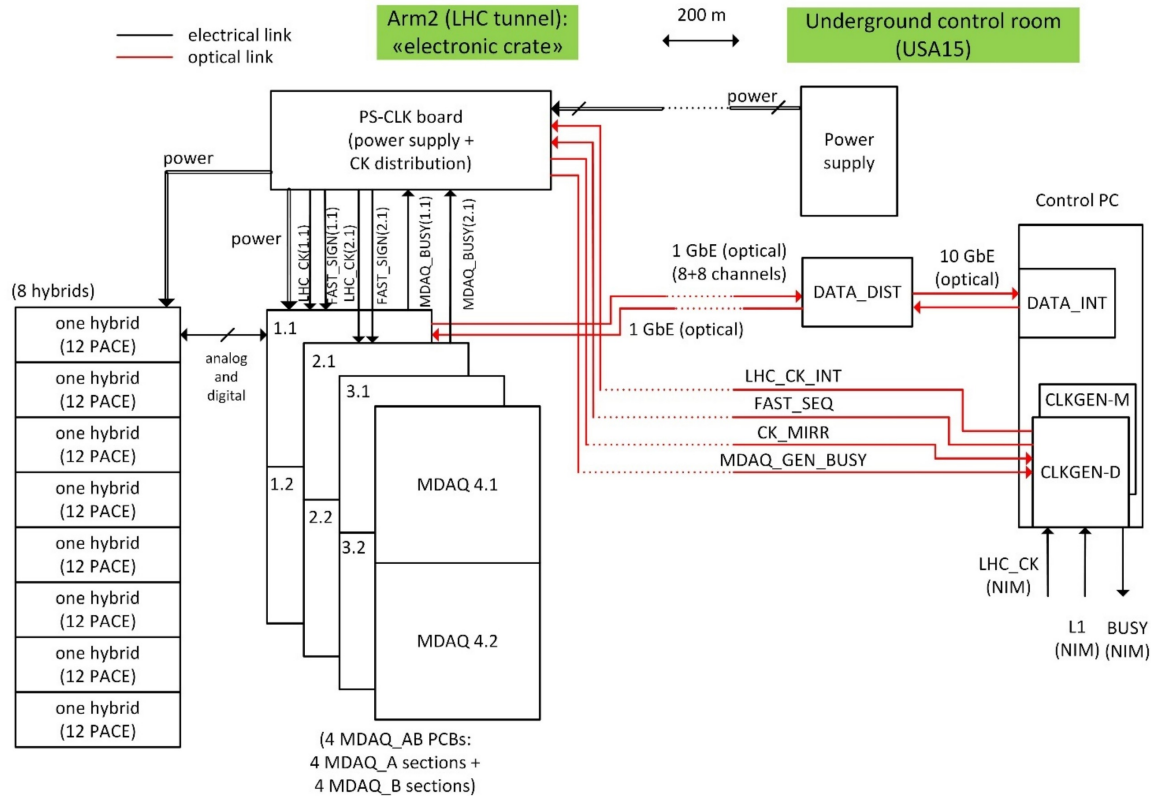 electrical link
optical link
Arm2 (LHC tunnel):
«electronic crate»
200 m
Underground control room
(USA15)
PS-CLK board
(power supply +
CK distribution)
power
Power
supply
power
power
LHC_CK(1.1)
FAST_SIGN(1.1)
LHC_CK(2.1)
FAST_SIGN(2.1)
MDAQ_BUSY(1.1)
MDAQ_BUSY(2.1)
Control PC
1 GbE (optical)
(8+8 channels)
DATA_DIST
10 GbE
(optical)
DATA_INT
1 GbE (optical)
(8 hybrids)
one hybrid
(12 PACE)
one hybrid
(12 PACE)
one hybrid
(12 PACE)
one hybrid
(12 PACE)
one hybrid
(12 PACE)
one hybrid
(12 PACE)
one hybrid
(12 PACE)
one hybrid
(12 PACE)
analog
and
digital
1.1
2.1
3.1
MDAQ 4.1
1.2
2.2
3.2
MDAQ 4.2
(4 MDAQ_AB PCBs:
4 MDAQ_A sections +
4 MDAQ_B sections)
LHC_CK_INT
FAST_SEQ
CK_MIRR
MDAQ_GEN_BUSY
CLKGEN-M
CLKGEN-D
LHC_CK
(NIM)
L1
(NIM)
BUSY
(NIM)